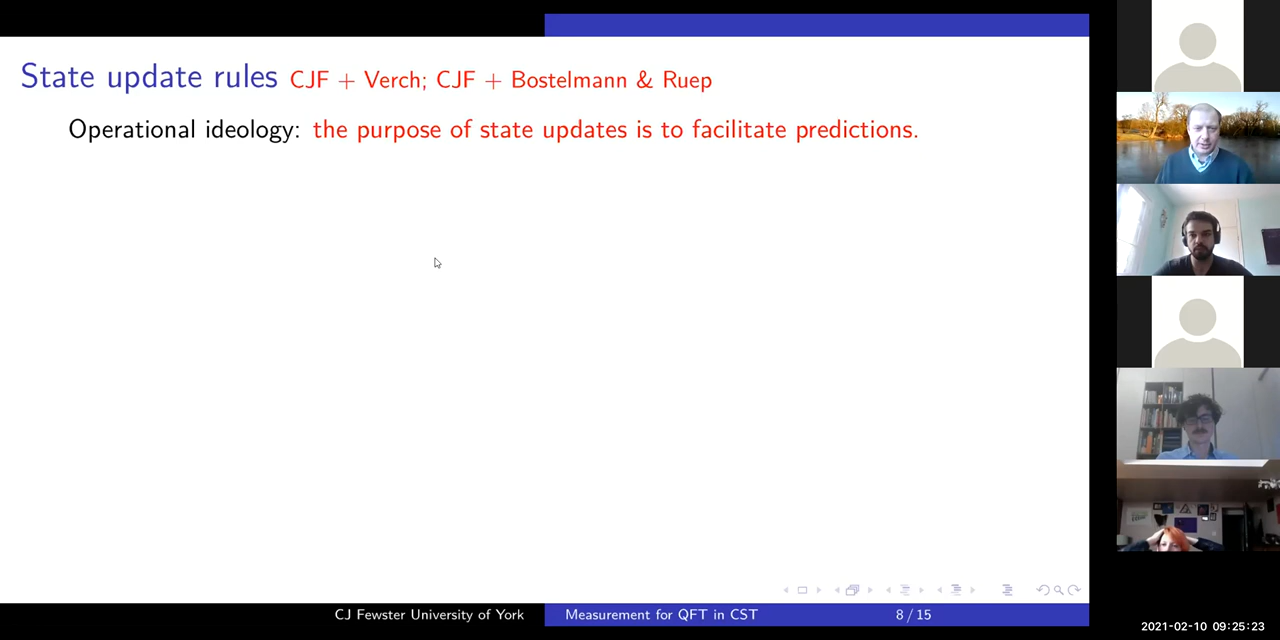 State update rules CJF + Verch; CJF + Bostelmann & Ruep
Operational ideology: the purpose of state updates is to facilitate predictions.
CJ Fewster University of York
Measurement for QFT in CST
8 / 15
2021-02-10 09:25:23